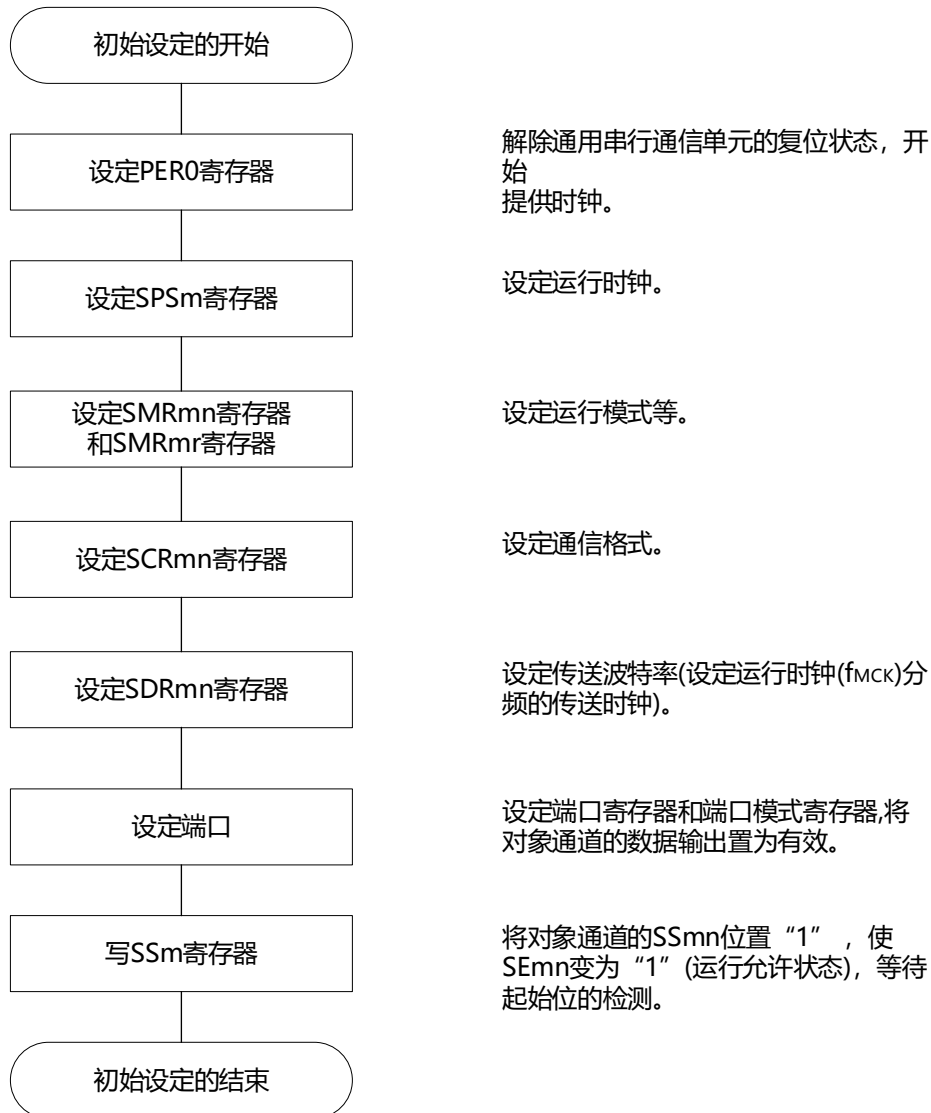 初始设定的开始
设定PER0寄存器
解除通用串行通信单元的复位状态，开
始
提供时钟。
设定SPSm寄存器
设定运行时钟。
设定SMRmn寄存器
和SMRmr寄存器
设定运行模式等。
设定SCRmn寄存器
设定通信格式。
设定SDRmn寄存器
设定传送波特率(设定运行时钟(fMCK)分
频的传送时钟)。
设定端口
设定端口寄存器和端口模式寄存器,将
对象通道的数据输出置为有效。
写SSm寄存器
将对象通道的SSmn位置“1” ，使
SEmn变为“1”(运行允许状态)，等待
起始位的检测。
初始设定的结束